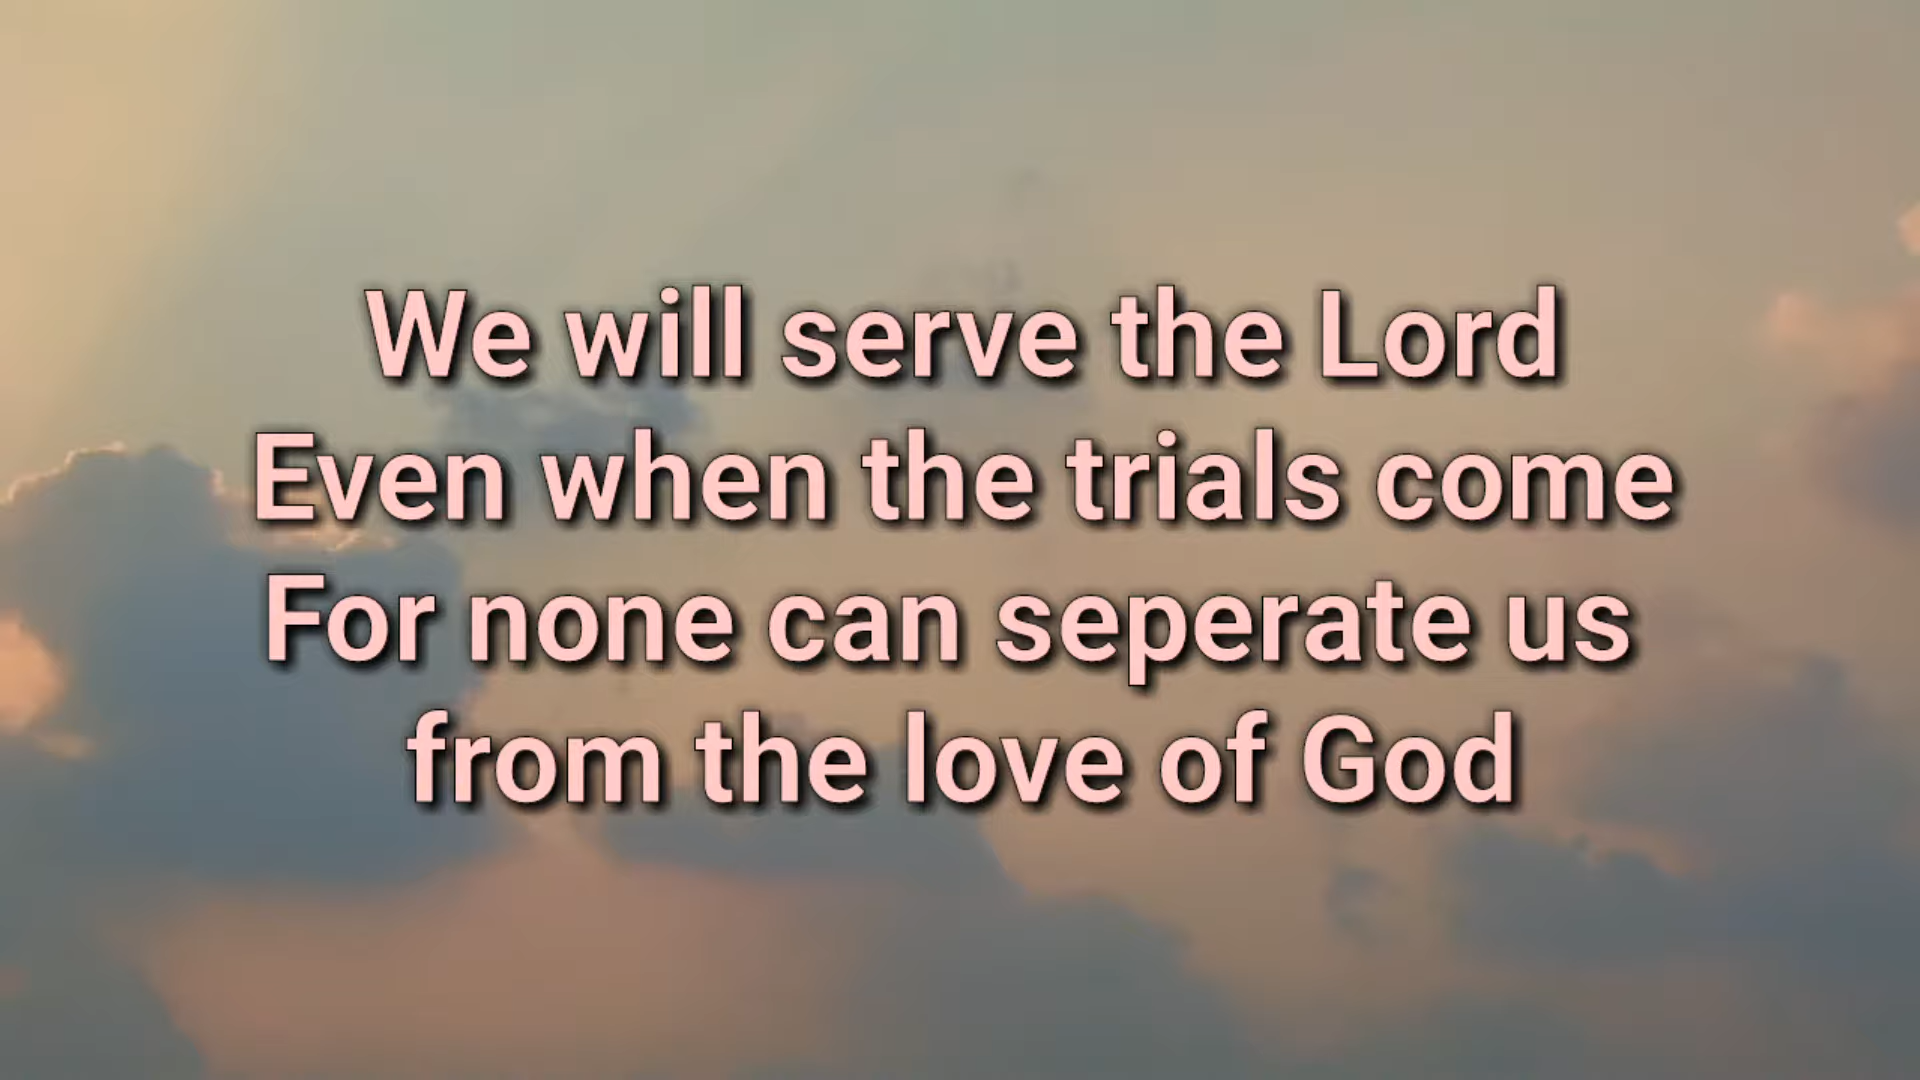 We will serve the Lord
Even when the trials come
For none can seperate us
from the love of God